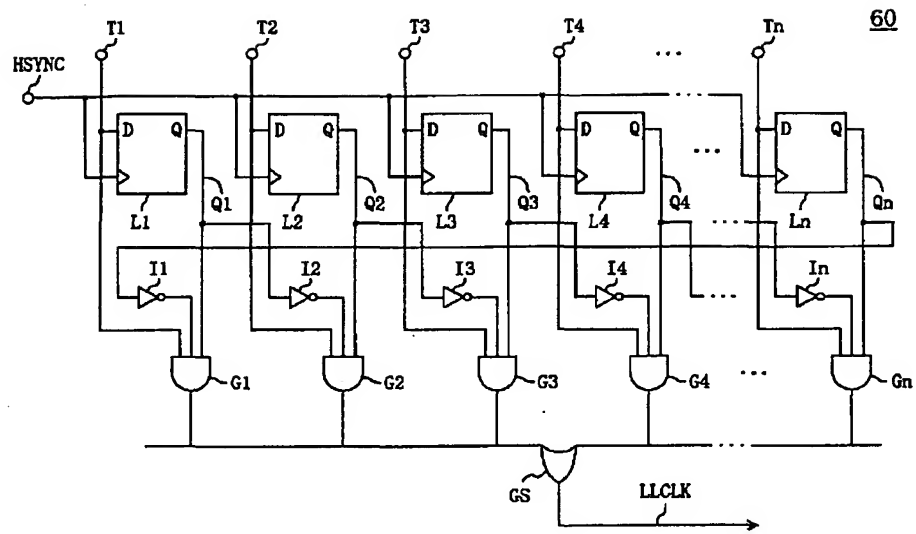 60
T1 T2 T3 T4 ... Tn
HSYNC
D Q D Q D Q D Q ... D Q
Q1 Q2 Q3 Q4 Qn
L1 L2 L3 L4 Ln
I1 I2 I3 I4 In
G1 G2 G3 G4 ... Gn
GS LLCLK